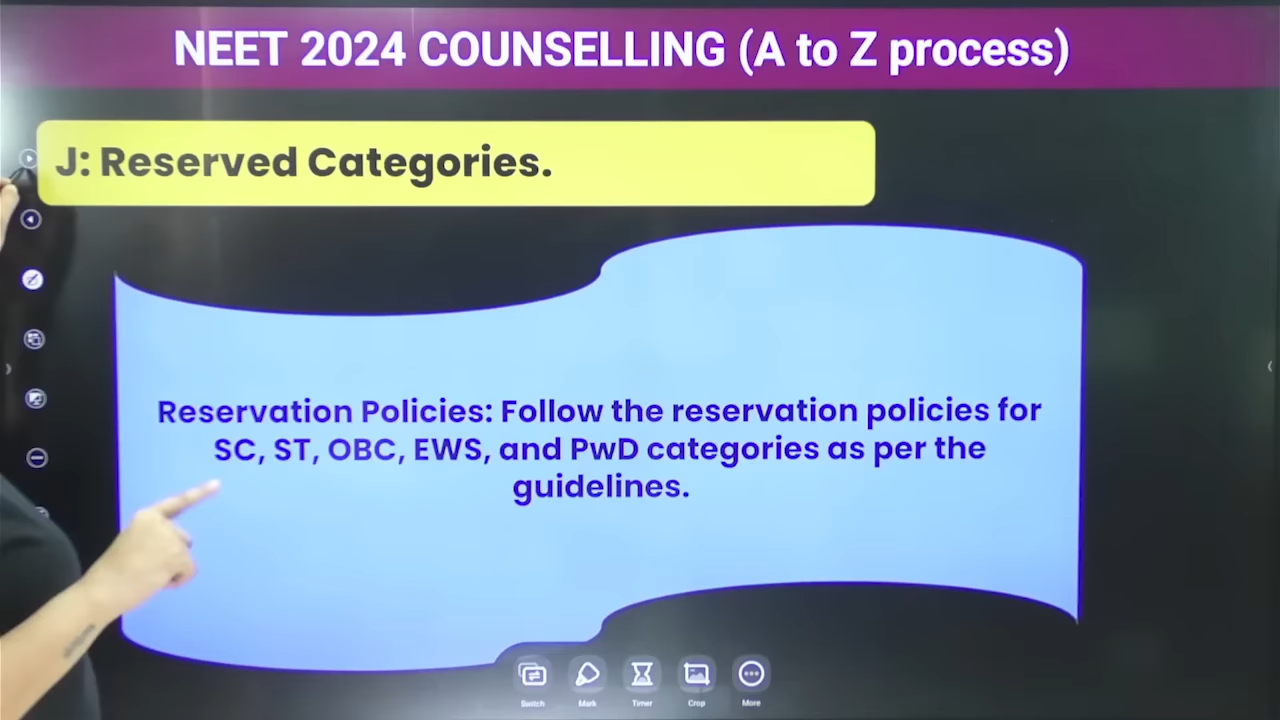 NEET 2024 COUNSELLING (A to Z process)
J: Reserved Categories.
Reservation Policies: Follow the reservation policies for
SC, ST, OBC, EWS, and PwD categories as per the
guidelines.
Switch Mark Timer Crop More